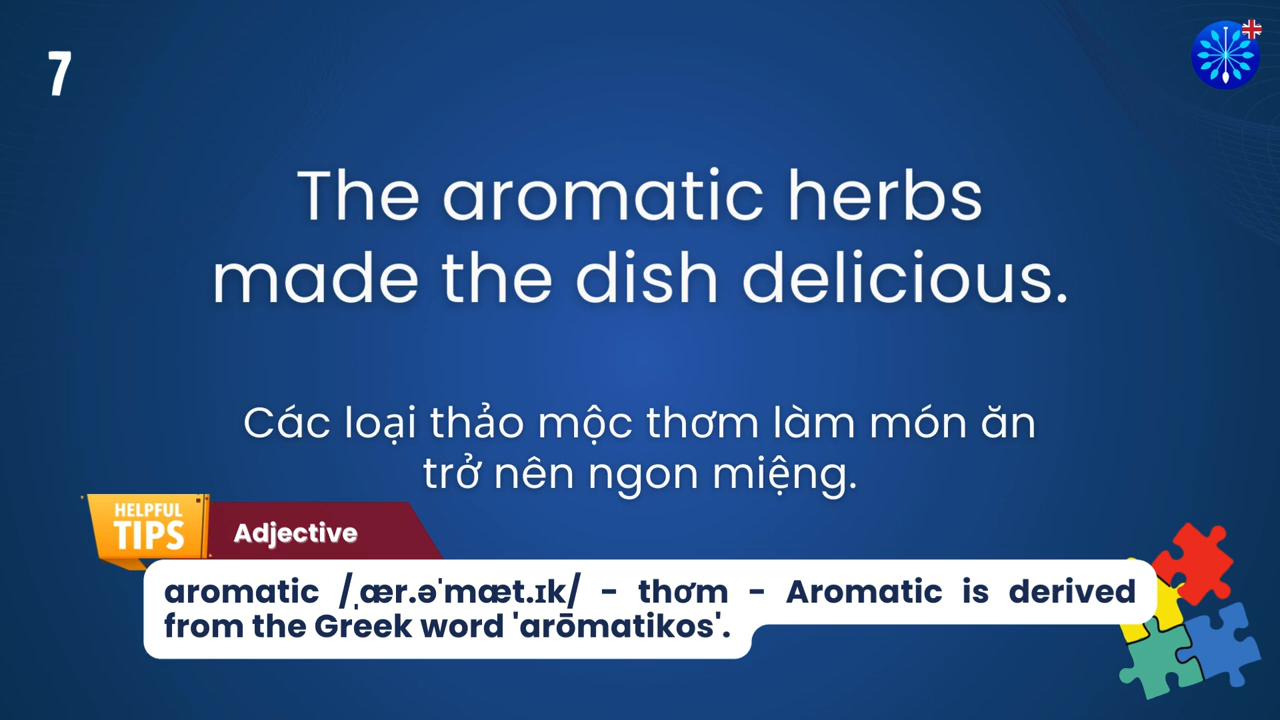 7
The aromatic herbs
made the dish delicious.
Các loại thảo mộc thơm làm món ăn
trở nên ngon miệng.
HELPFUL
TIPS
Adjective
aromatic /ˌær.əˈmæt.ɪk/ - thơm - Aromatic is derived
from the Greek word 'arōmatikos'.